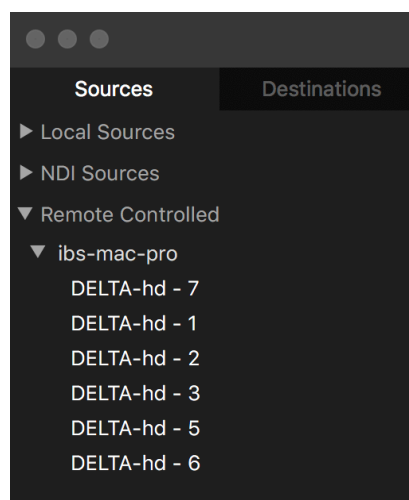 Sources Destinations
Local Sources
NDI Sources
Remote Controlled
ibs-mac-pro
DELTA-hd - 7
DELTA-hd - 1
DELTA-hd - 2
DELTA-hd - 3
DELTA-hd - 5
DELTA-hd - 6